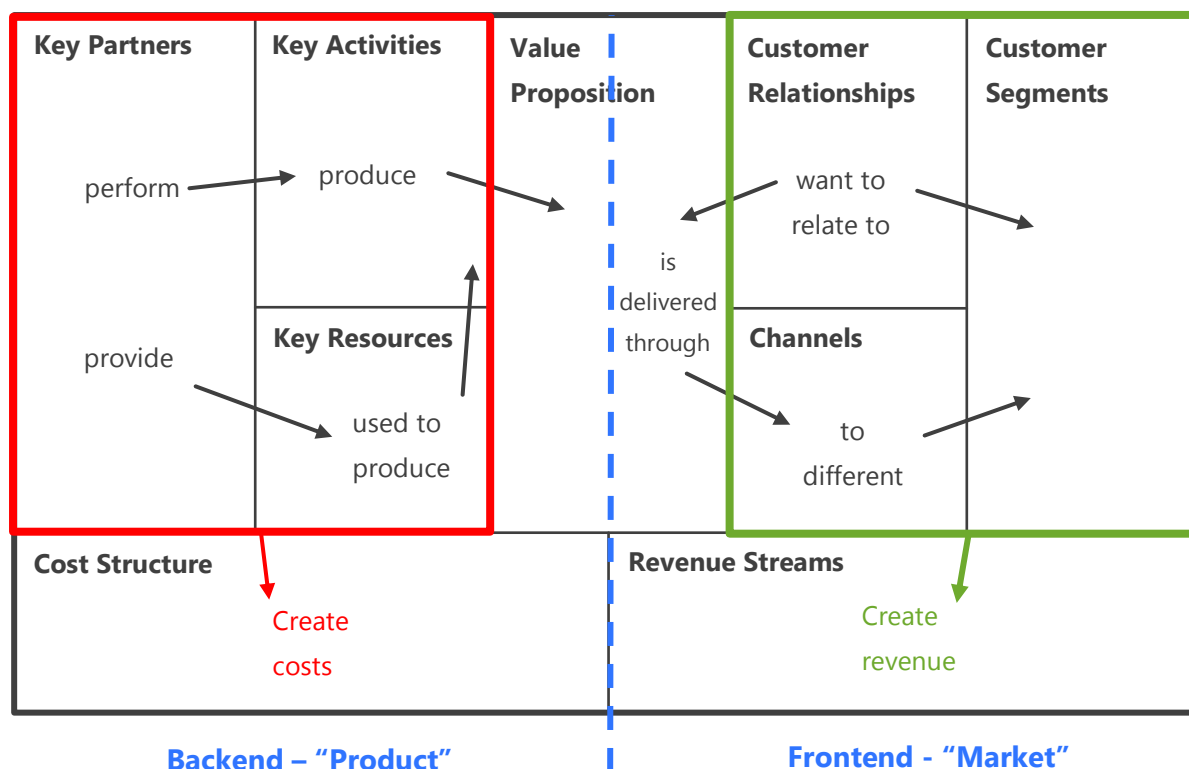 Key Partners
perform
provide
Key Activities
produce
Key Resources
used to
produce
Value
Proposition
is
delivered
through
Customer
Relationships
want to
relate to
Channels
to
different
Customer
Segments
Cost Structure
Create
costs
Revenue Streams
Create
revenue
Backend – “Product”
Frontend - “Market”